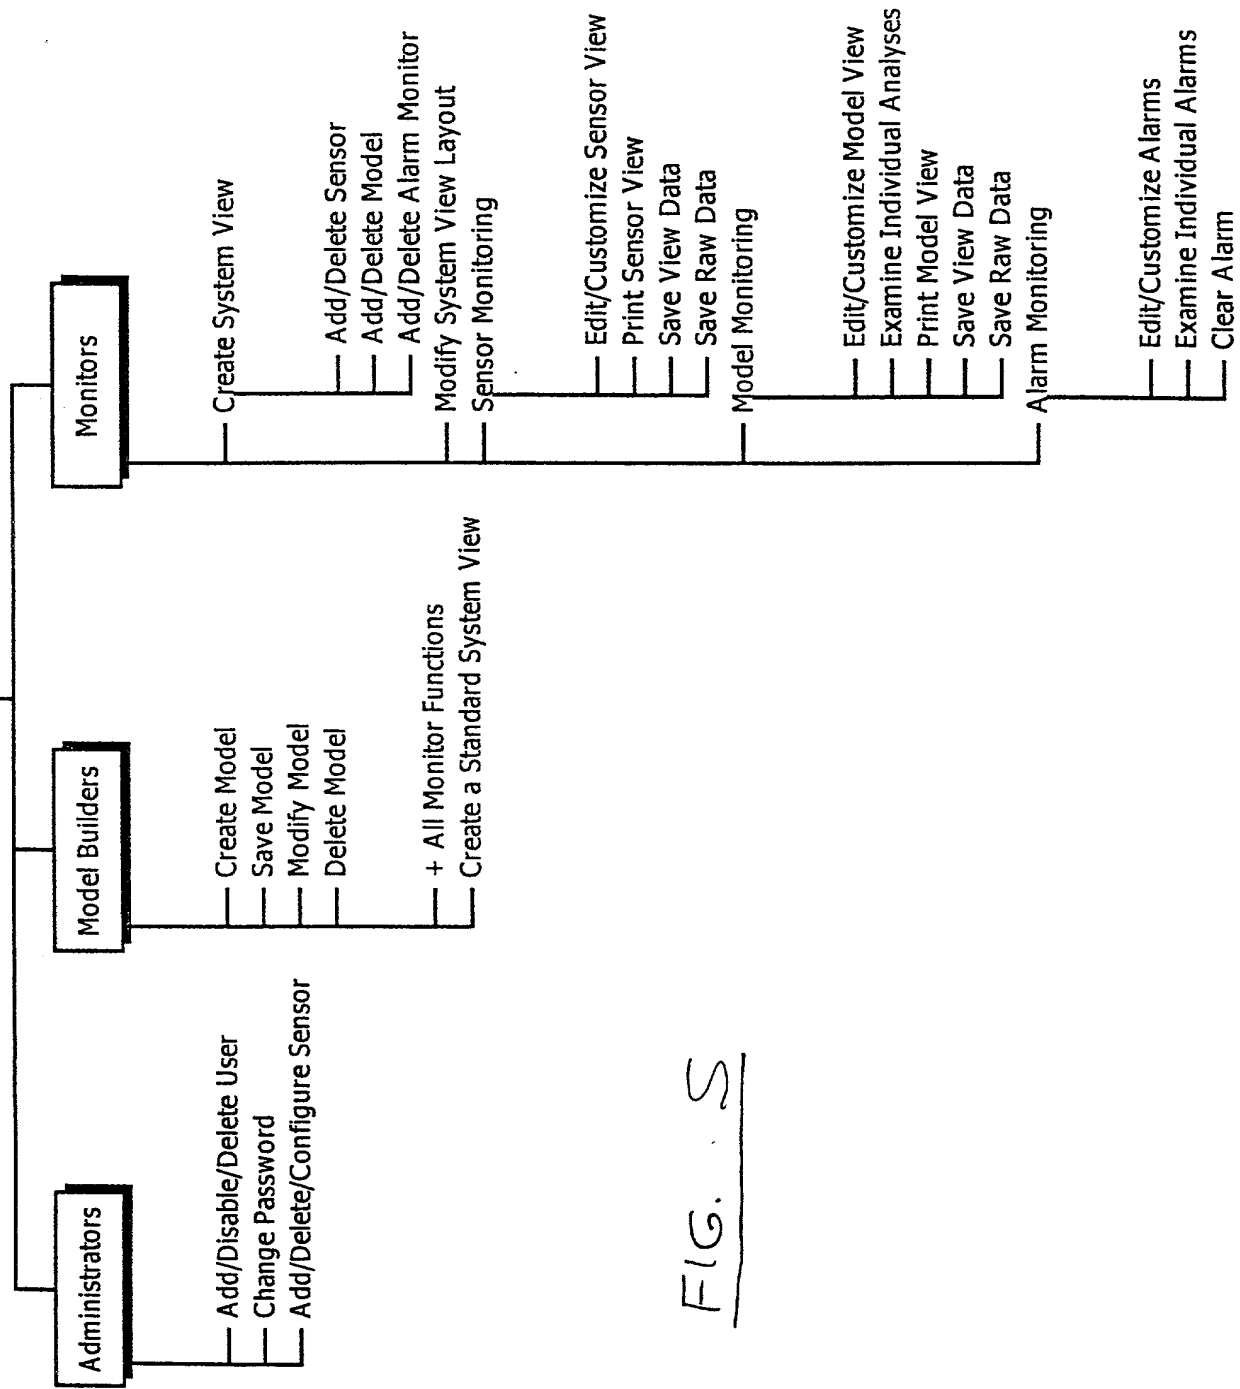 Administrators
Add/Disable/Delete User
Change Password
Add/Delete/Configure Sensor
Model Builders
Create Model
Save Model
Modify Model
Delete Model
+ All Monitor Functions
Create a Standard System View
Monitors
Create System View
Add/Delete Sensor
Add/Delete Model
Add/Delete Alarm Monitor
Modify System View Layout
Sensor Monitoring
Edit/Customize Sensor View
Print Sensor View
Save View Data
Save Raw Data
Model Monitoring
Edit/Customize Model View
Examine Individual Analyses
Print Model View
Save View Data
Save Raw Data
Alarm Monitoring
Edit/Customize Alarms
Examine Individual Alarms
Clear Alarm
FIG. 5